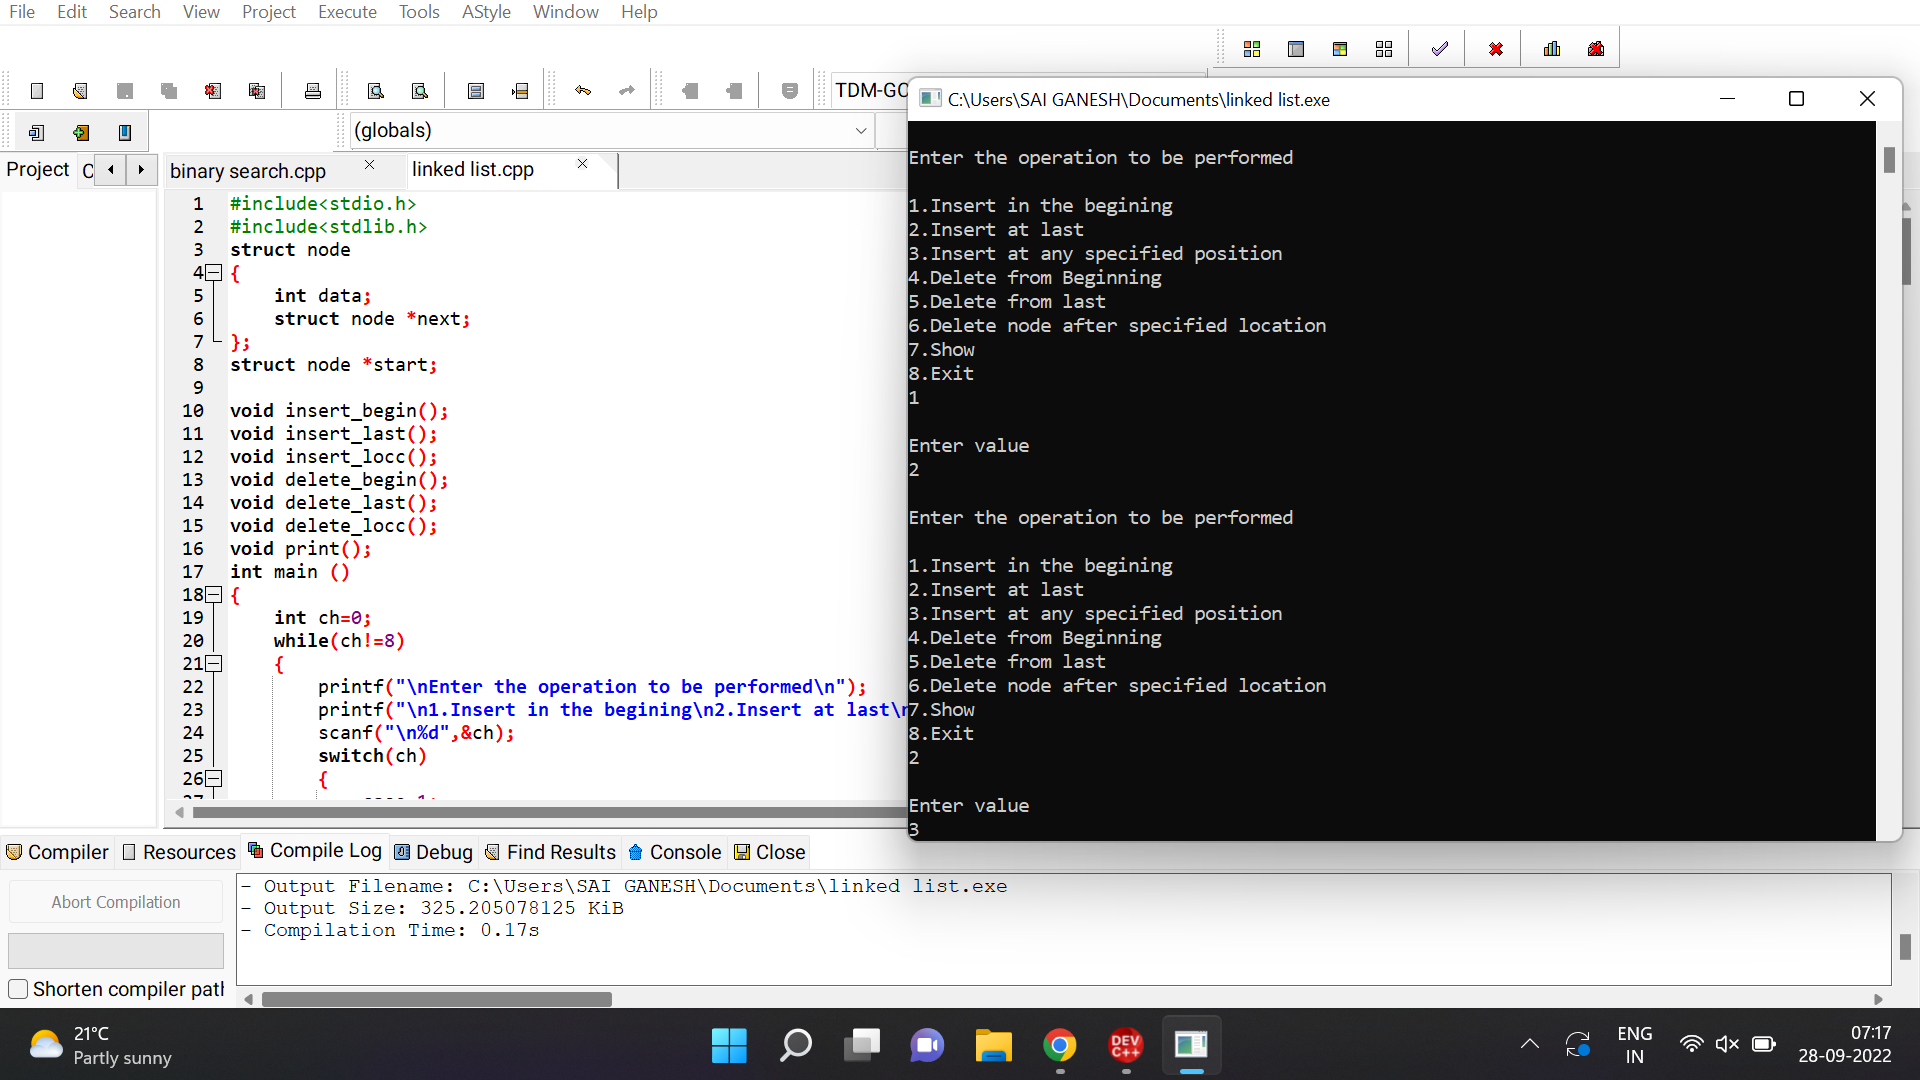 File Edit Search View Project Execute Tools AStyle Window Help
TDM-GC
(globals)
Project
binary search.cpp
linked list.cpp
1 #include<stdio.h>
2 #include<stdlib.h>
3 struct node
4 {
5 int data;
6 struct node *next;
7 };
8 struct node *start;
9
10 void insert_begin();
11 void insert_last();
12 void insert_locc();
13 void delete_begin();
14 void delete_last();
15 void delete_locc();
16 void print();
17 int main ()
18 {
19 int ch=0;
20 while(ch!=8)
21 {
22 printf("\nEnter the operation to be performed\n");
23 printf("\n1.Insert in the begining\n2.Insert at last\n
24 scanf("\n%d",&ch);
25 switch(ch)
26 {
C:\Users\SAI GANESH\Documents\linked list.exe
Enter the operation to be performed
1.Insert in the begining
2.Insert at last
3.Insert at any specified position
4.Delete from Beginning
5.Delete from last
6.Delete node after specified location
7.Show
8.Exit
1
Enter value
2
Enter the operation to be performed
1.Insert in the begining
2.Insert at last
3.Insert at any specified position
4.Delete from Beginning
5.Delete from last
6.Delete node after specified location
7.Show
8.Exit
2
Enter value
3
Compiler Resources Compile Log Debug Find Results Console Close
Abort Compilation
Shorten compiler path
- Output Filename: C:\Users\SAI GANESH\Documents\linked list.exe
- Output Size: 325.205078125 KiB
- Compilation Time: 0.17s
21°C
Partly sunny
DEV
C++
ENG
IN
07:17
28-09-2022